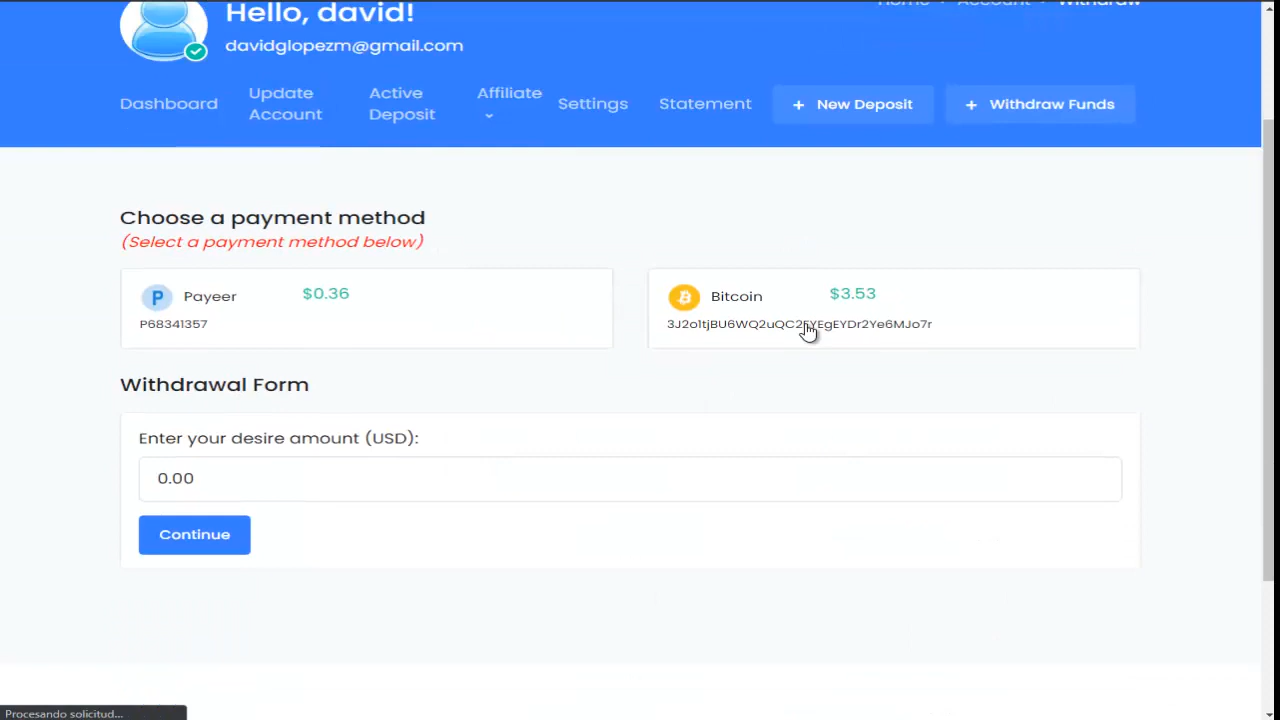 Hello, david!
Home
Account
Withdraw
davidglopezm@gmail.com
Dashboard
Update Account
Active Deposit
Affiliate
Settings
Statement
+ New Deposit
+ Withdraw Funds
Choose a payment method
(Select a payment method below)
P Payeer $0.36
P68341357
Bitcoin $3.53
Withdrawal Form
Enter your desire amount (USD):
0.00
Continue
Procesando solicitud...